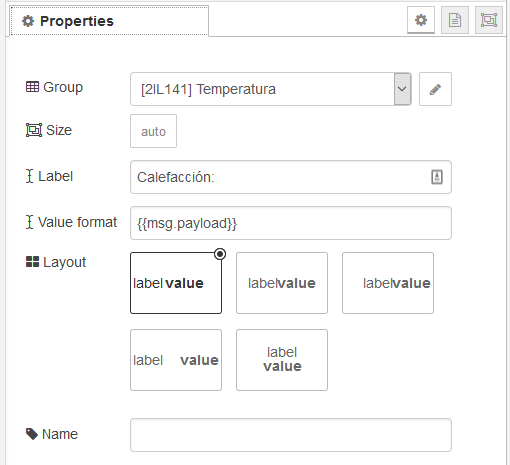 Properties
Group
[2IL141] Temperatura
Size
auto
Label
Calefacción:
Value format
{{msg.payload}}
Layout
label value
label value
label value
label value
label
value
Name